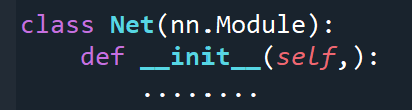 class Net(nn.Module):
    def __init__(self,):
        ........